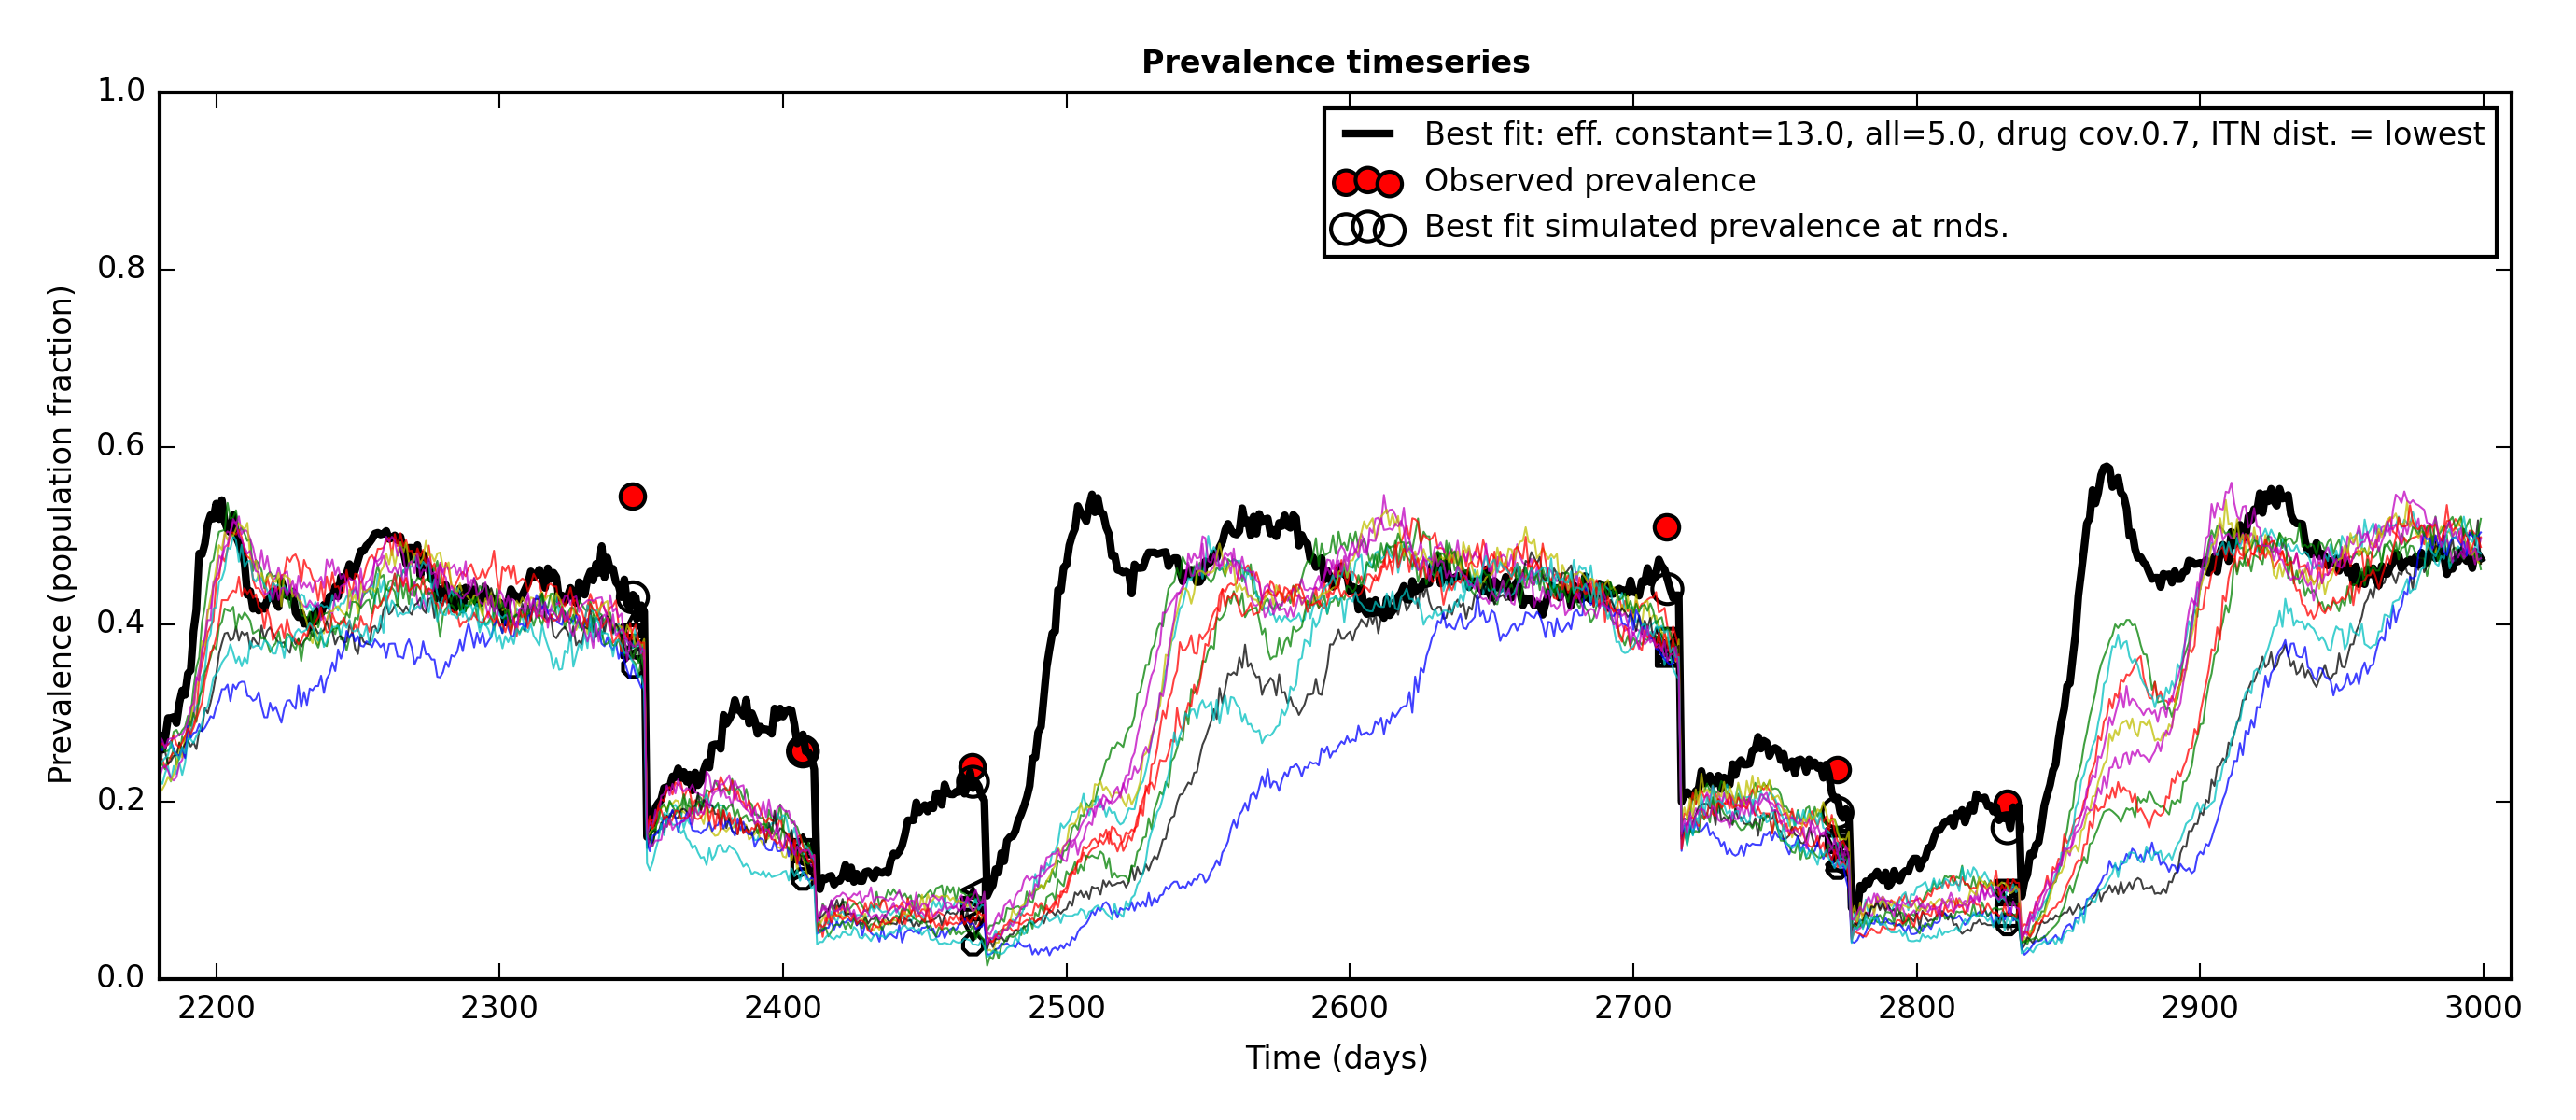 Prevalence timeseries
Best fit: eff. constant=13.0, all=5.0, drug cov.0.7, ITN dist. = lowest
Observed prevalence
Best fit simulated prevalence at rnds.
Prevalence (population fraction)
1.0
0.8
0.6
0.4
0.2
0.0
2200 2300 2400 2500 2600 2700 2800 2900 3000
Time (days)